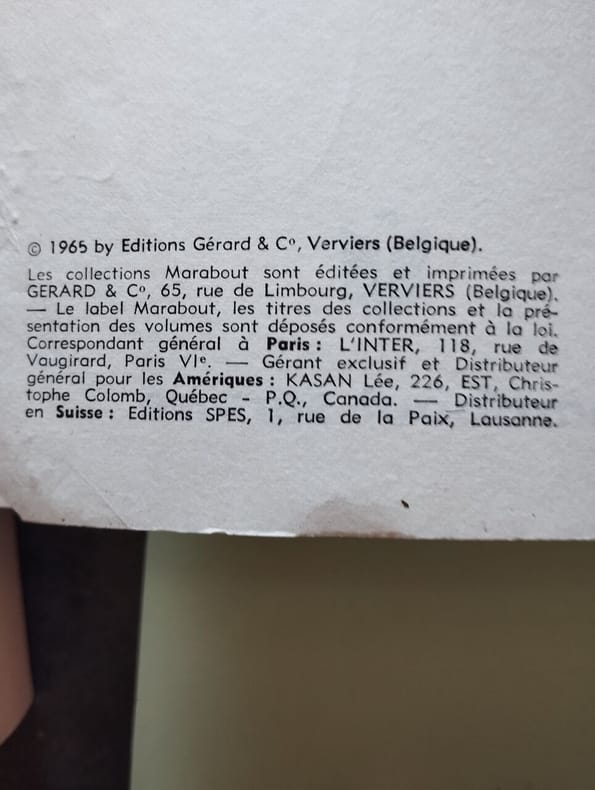 © 1965 by Editions Gérard & Cᵒ, Verviers (Belgique).
Les collections Marabout sont éditées et imprimées par
GERARD & Cᵒ, 65, rue de Limbourg, VERVIERS (Belgique).
— Le label Marabout, les titres des collections et la pré-
sentation des volumes sont déposés conformément à la loi.
Correspondant général à Paris : L'INTER, 118, rue de
Vaugirard, Paris VIᵉ. — Gérant exclusif et Distributeur
général pour les Amériques : KASAN Lée, 226, EST, Chris-
tophe Colomb, Québec - P.Q., Canada. — Distributeur
en Suisse : Editions SPES, 1, rue de la Paix, Lausanne.